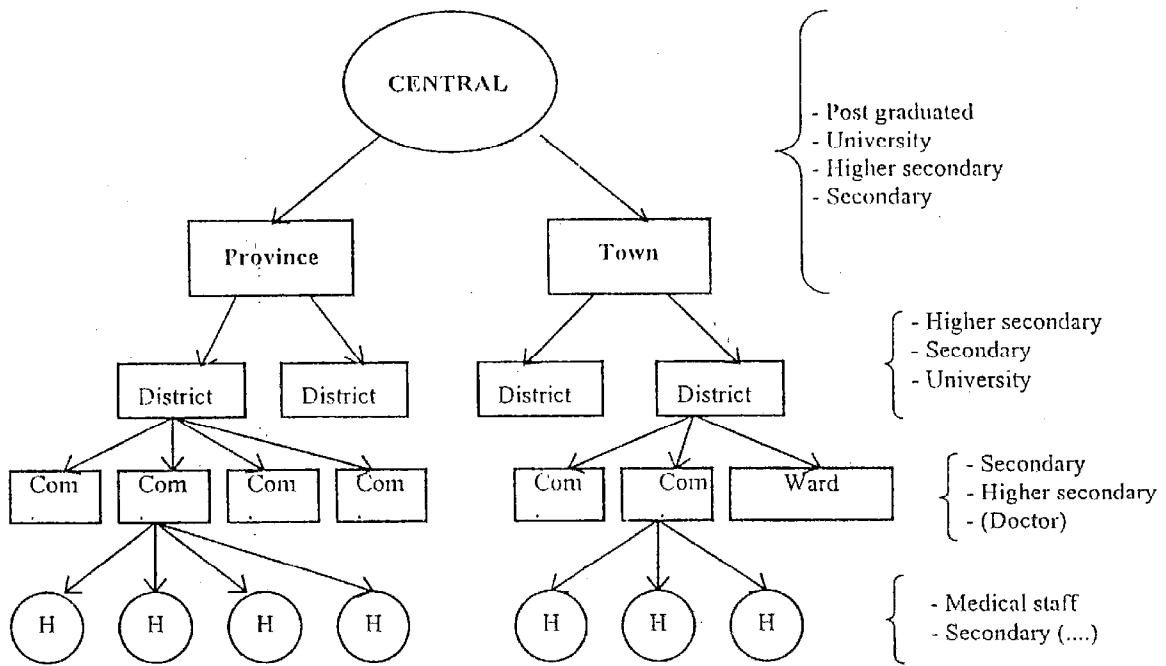 CENTRAL
- Post graduated
- University
- Higher secondary
- Secondary
Province
Town
- Higher secondary
- Secondary
- University
District
District
District
District
Com
.
Com
.
Com
.
Com
.
Com
.
Com
.
Ward
- Secondary
- Higher secondary
- (Doctor)
H
H
H
H
H
H
H
- Medical staff
- Secondary (....)